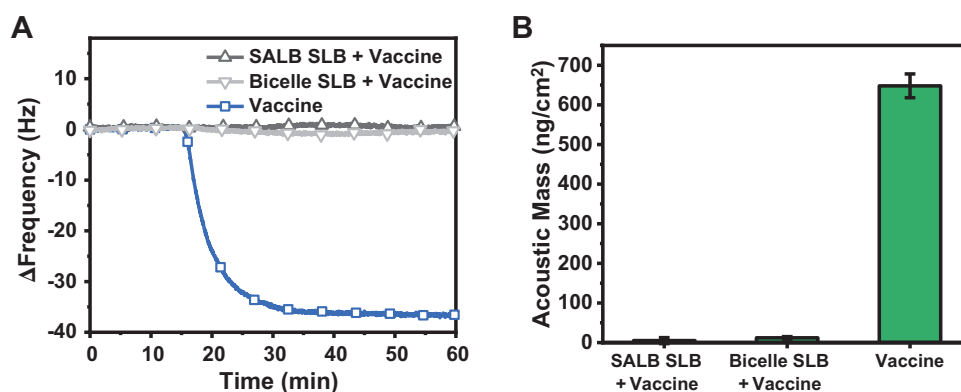 A
SALB SLB + Vaccine
Bicelle SLB + Vaccine
Vaccine
ΔFrequency (Hz)
10
0
-10
-20
-30
-40
0 10 20 30 40 50 60
Time (min)
B
Acoustic Mass (ng/cm²)
700
600
500
400
300
200
100
0
SALB SLB Bicelle SLB Vaccine
+ Vaccine + Vaccine